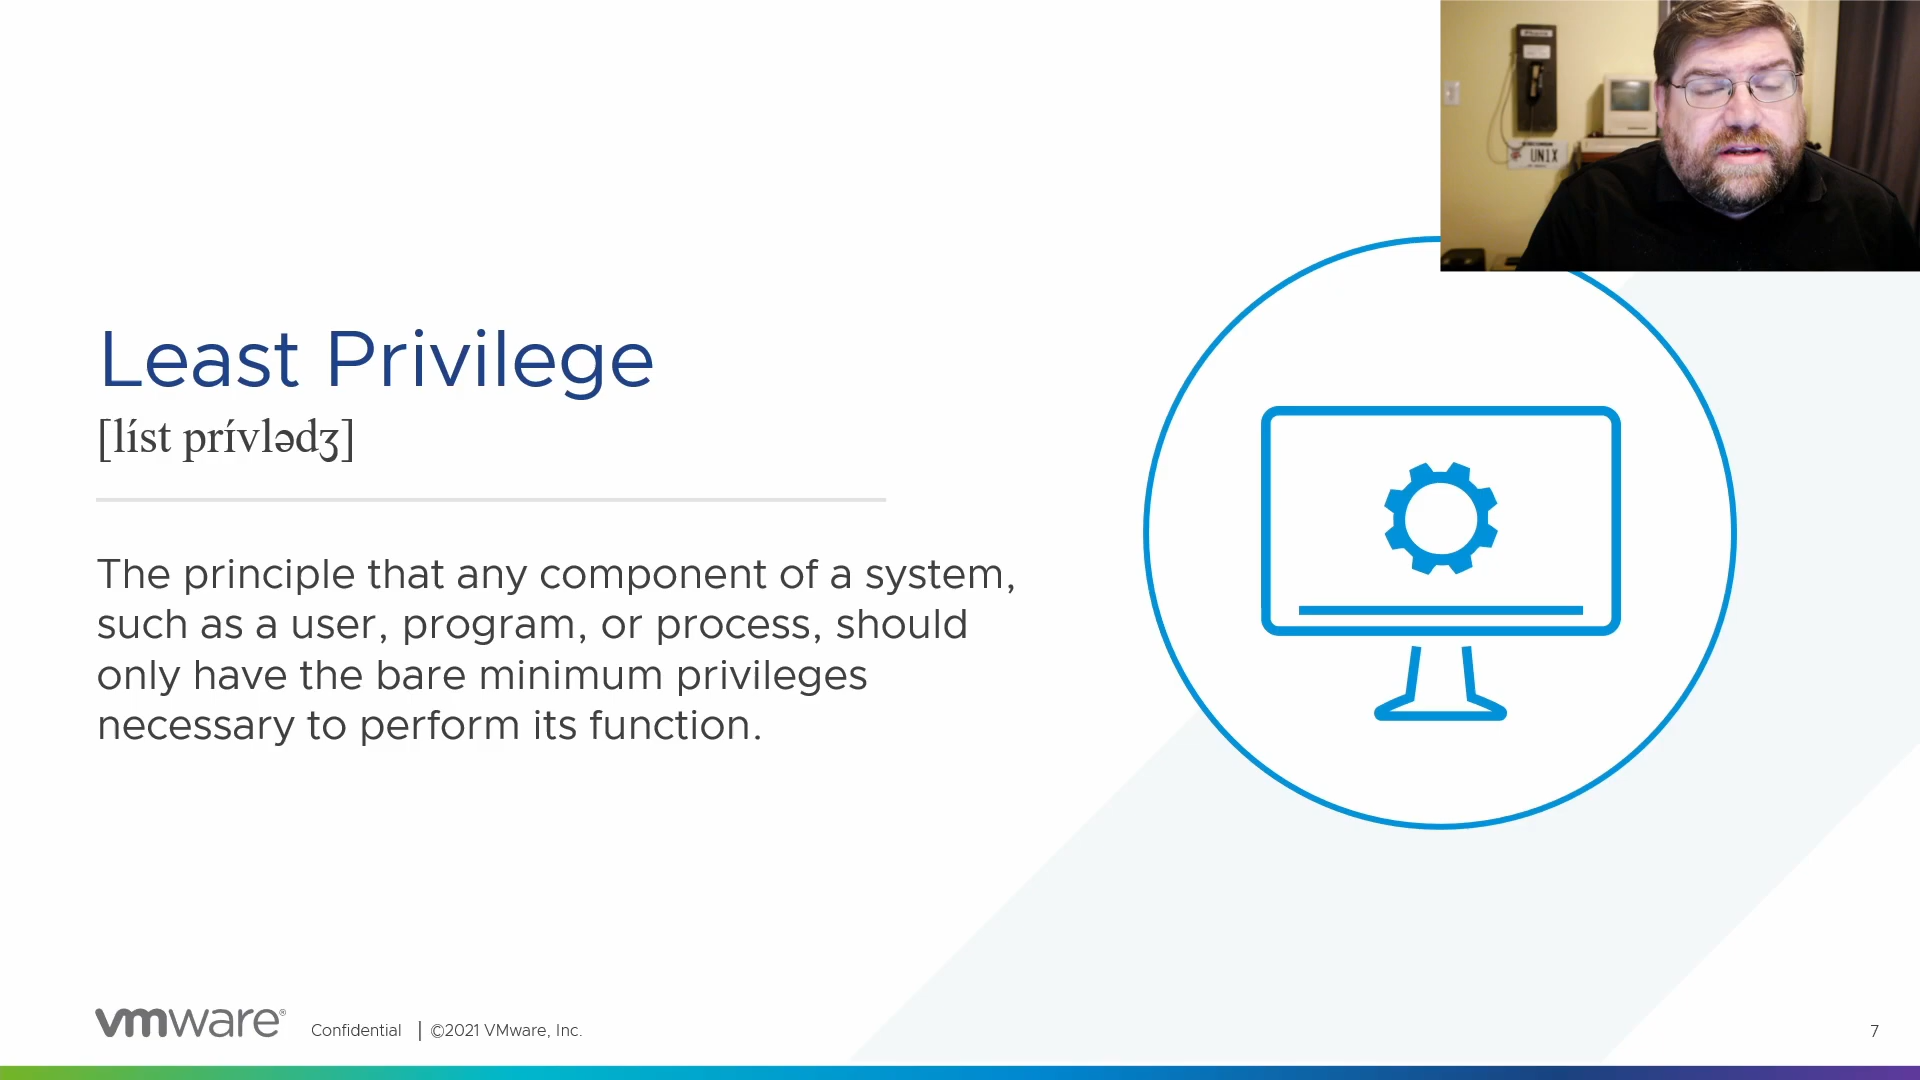 UNIX
Least Privilege
[líst prívlədʒ]
The principle that any component of a system,
such as a user, program, or process, should
only have the bare minimum privileges
necessary to perform its function.
vmware®
Confidential | ©2021 VMware, Inc.
7